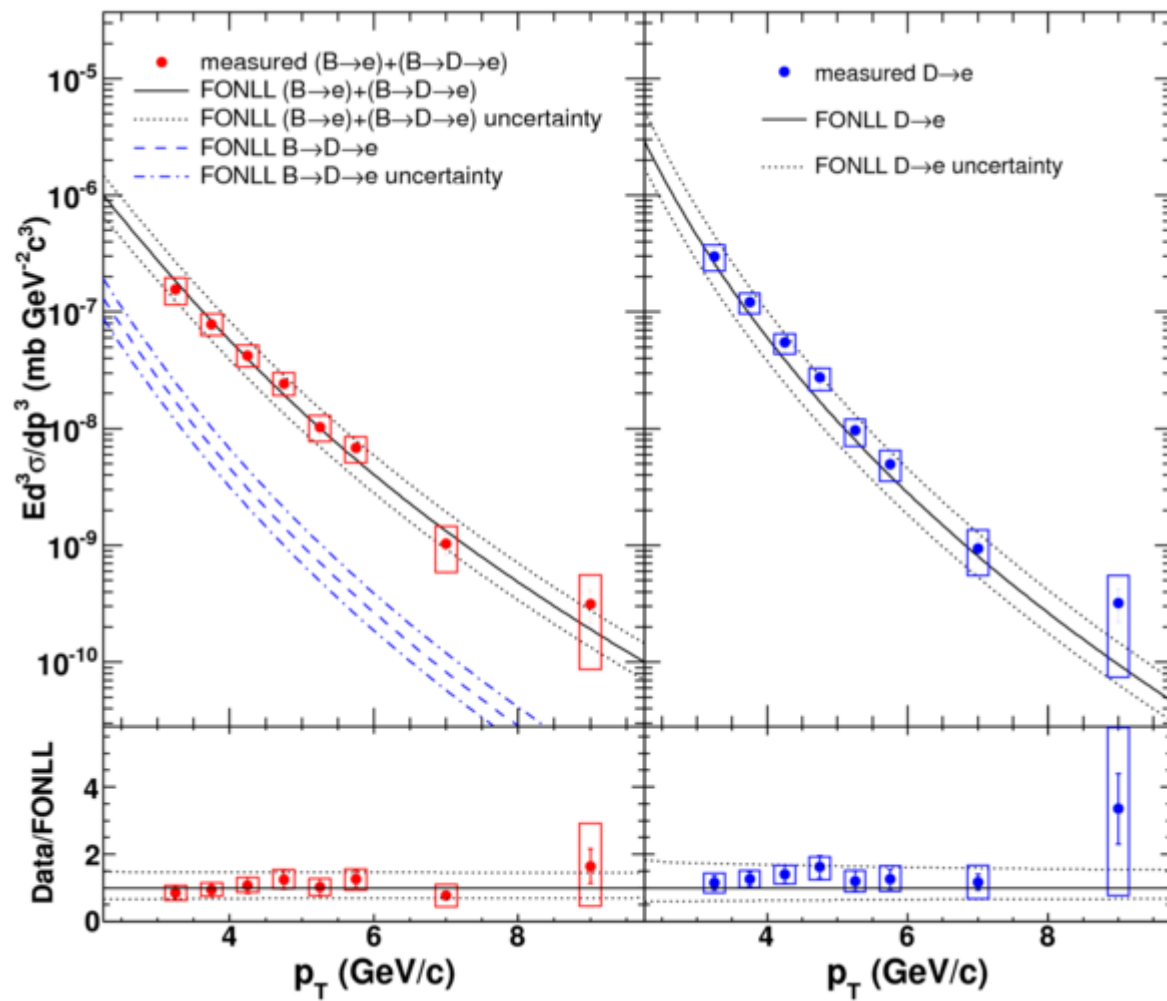 measured (B→e)+(B→D→e)
FONLL (B→e)+(B→D→e)
FONLL (B→e)+(B→D→e) uncertainty
FONLL B→D→e
FONLL B→D→e uncertainty
measured D→e
FONLL D→e
FONLL D→e uncertainty
Ed³σ/dp³ (mb GeV⁻²c³)
10⁻⁵
10⁻⁶
10⁻⁷
10⁻⁸
10⁻⁹
10⁻¹⁰
Data/FONLL
4
2
0
4 6 8
4 6 8
p_T (GeV/c)
p_T (GeV/c)